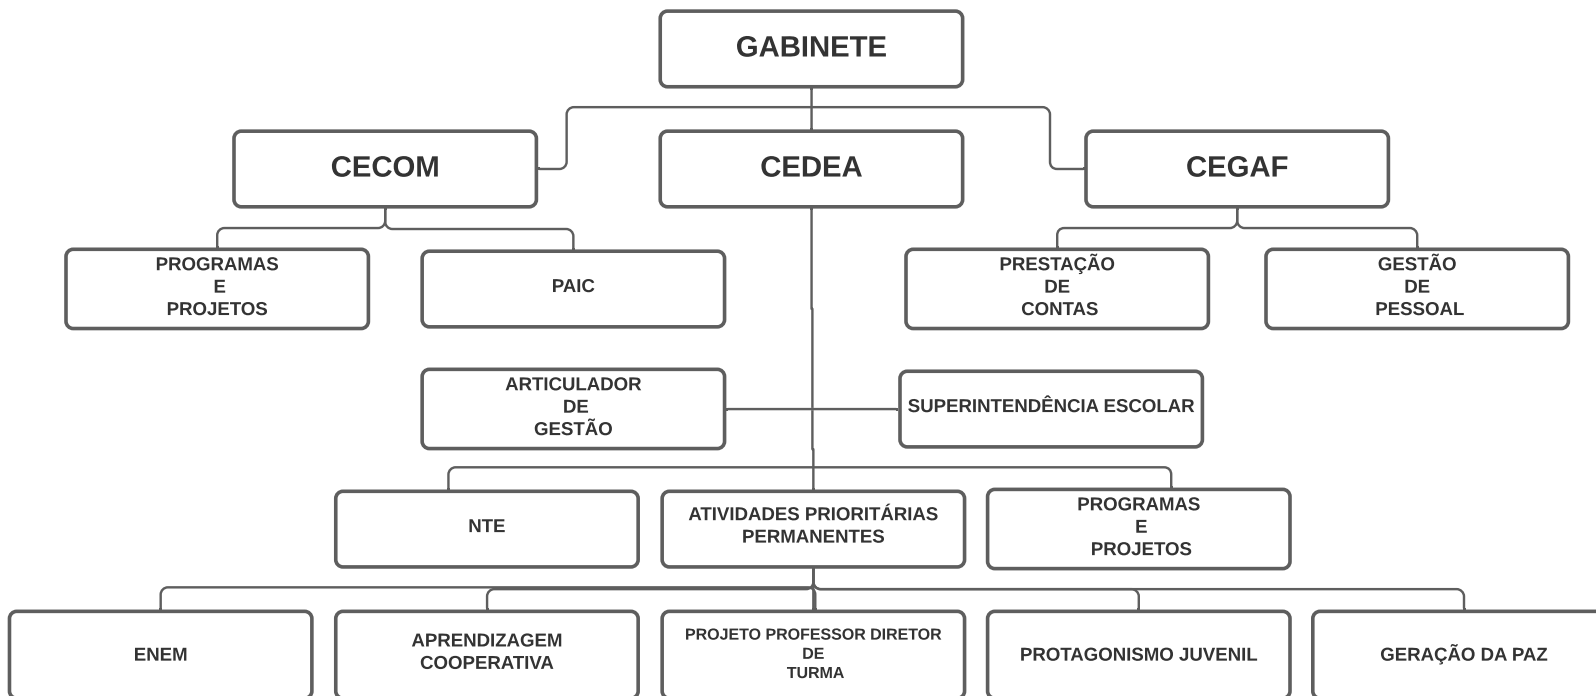 GABINETE
CECOM
CEDEA
CEGAF
PROGRAMAS
E
PROJETOS
PAIC
PRESTAÇÃO
DE
CONTAS
GESTÃO
DE
PESSOAL
ARTICULADOR
DE
GESTÃO
SUPERINTENDÊNCIA ESCOLAR
NTE
ATIVIDADES PRIORITÁRIAS
PERMANENTES
PROGRAMAS
E
PROJETOS
ENEM
APRENDIZAGEM
COOPERATIVA
PROJETO PROFESSOR DIRETOR
DE
TURMA
PROTAGONISMO JUVENIL
GERAÇÃO DA PAZ